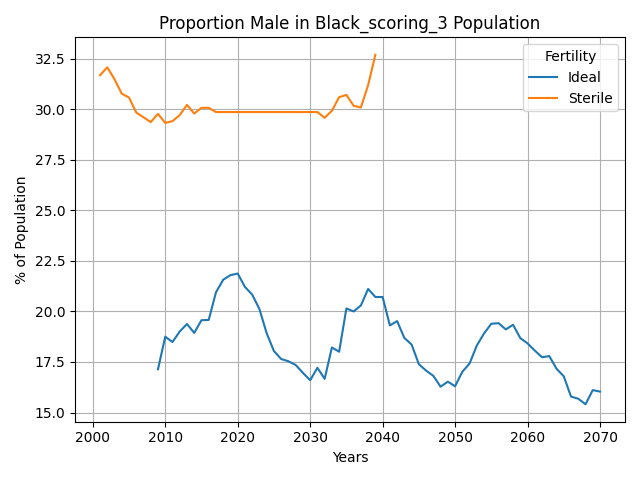 Proportion Male in Black_scoring_3 Population
% of Population
32.5
30.0
27.5
25.0
22.5
20.0
17.5
15.0
Fertility
Ideal
Sterile
2000 2010 2020 2030 2040 2050 2060 2070
Years